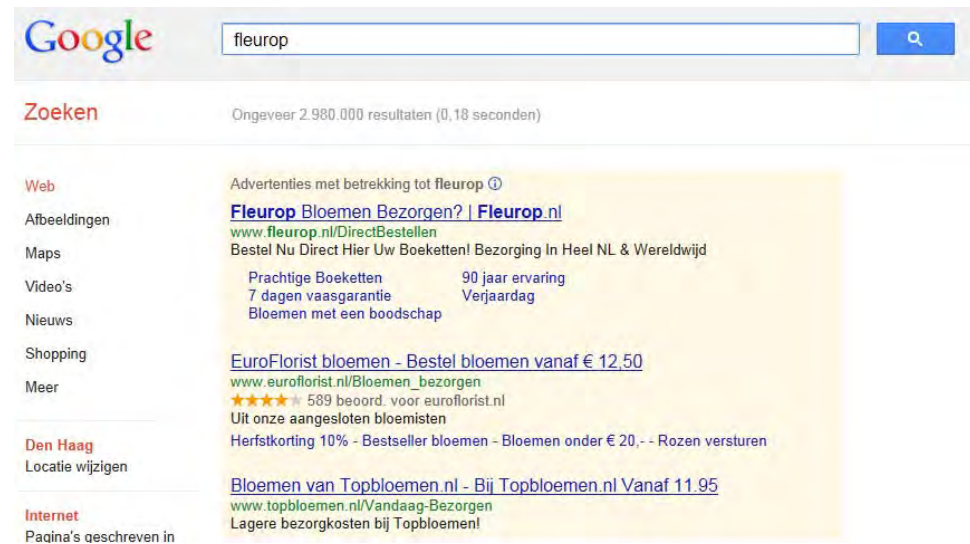 Google
fleurop
Zoeken
Ongeveer 2.980.000 resultaten (0,18 seconden)
Web
Afbeeldingen
Maps
Video's
Nieuws
Shopping
Meer
Den Haag
Locatie wijzigen
Internet
Pagina's geschreven in
Advertenties met betrekking tot fleurop
Fleurop Bloemen Bezorgen? | Fleurop.nl
www.fleurop.nl/DirectBestellen
Bestel Nu Direct Hier Uw Boeketten! Bezorging In Heel NL & Wereldwijd
Prachtige Boeketten 90 jaar ervaring
7 dagen vaasgarantie Verjaardag
Bloemen met een boodschap
EuroFlorist bloemen - Bestel bloemen vanaf € 12,50
www.euroflorist.nl/Bloemen_bezorgen
589 beoord. voor euroflorist.nl
Uit onze aangesloten bloemisten
Herfstkorting 10% - Bestseller bloemen - Bloemen onder € 20,- - Rozen versturen
Bloemen van Topbloemen.nl - Bij Topbloemen.nl Vanaf 11.95
www.topbloemen.nl/Vandaag-Bezorgen
Lagere bezorgkosten bij Topbloemen!